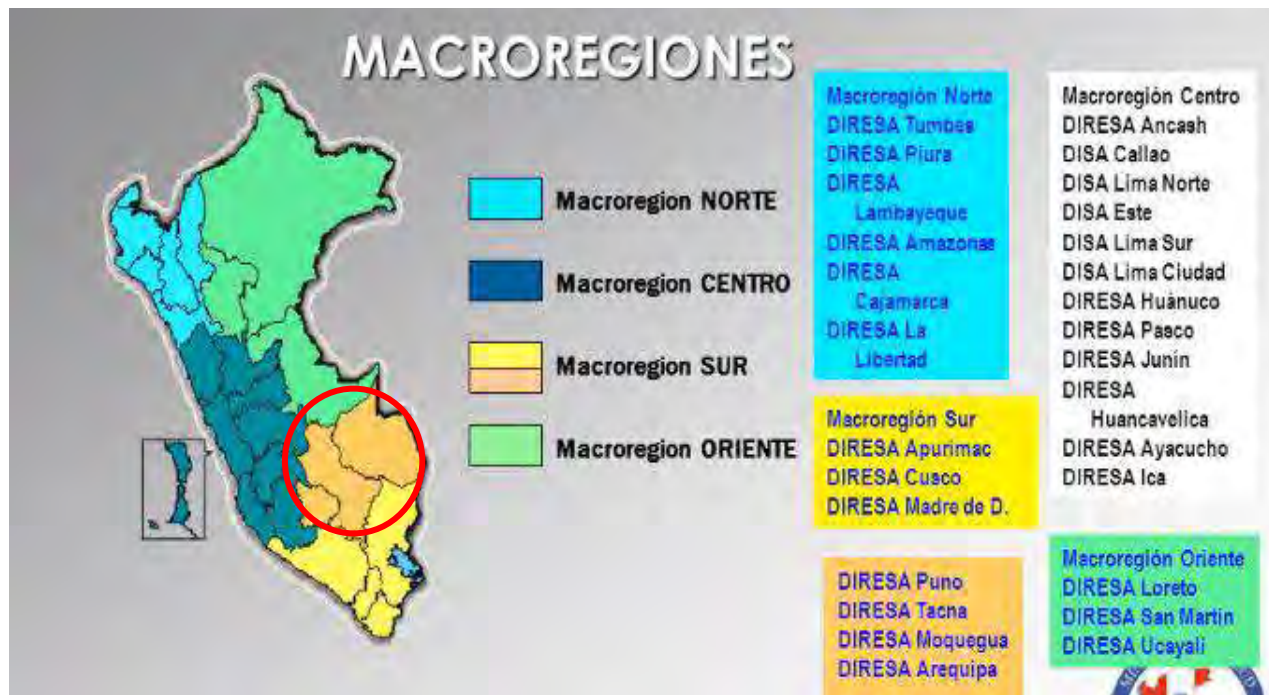 MACROREGIONES
Macroregion NORTE
Macroregion CENTRO
Macroregion SUR
Macroregion ORIENTE
Macroregión Norte
DIRESA Tumbes
DIRESA Piura
DIRESA
Lambayeque
DIRESA Amazonas
DIRESA
Cajamarca
DIRESA La
Libertad
Macroregión Sur
DIRESA Apurimac
DIRESA Cusco
DIRESA Madre de D.
DIRESA Puno
DIRESA Tacna
DIRESA Moquegua
DIRESA Arequipa
Macroregión Centro
DIRESA Ancash
DISA Callao
DISA Lima Norte
DISA Este
DISA Lima Sur
DISA Lima Ciudad
DIRESA Huánuco
DIRESA Pasco
DIRESA Junín
DIRESA
Huancavelica
DIRESA Ayacucho
DIRESA Ica
Macroregión Oriente
DIRESA Loreto
DIRESA San Martin
DIRESA Ucayali